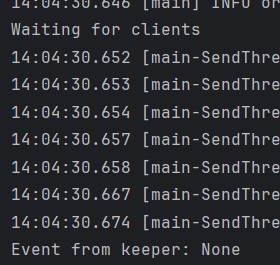 14:04:30.646 [main] INFO or
Waiting for clients
14:04:30.652 [main-SendThre
14:04:30.653 [main-SendThre
14:04:30.654 [main-SendThre
14:04:30.657 [main-SendThre
14:04:30.658 [main-SendThre
14:04:30.667 [main-SendThre
14:04:30.674 [main-SendThre
Event from keeper: None